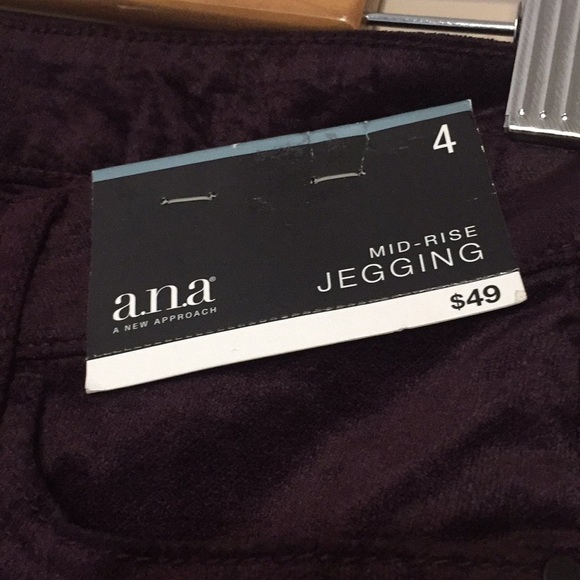 4
MID-RISE
JEGGING
a.n.a®
A NEW APPROACH
$49